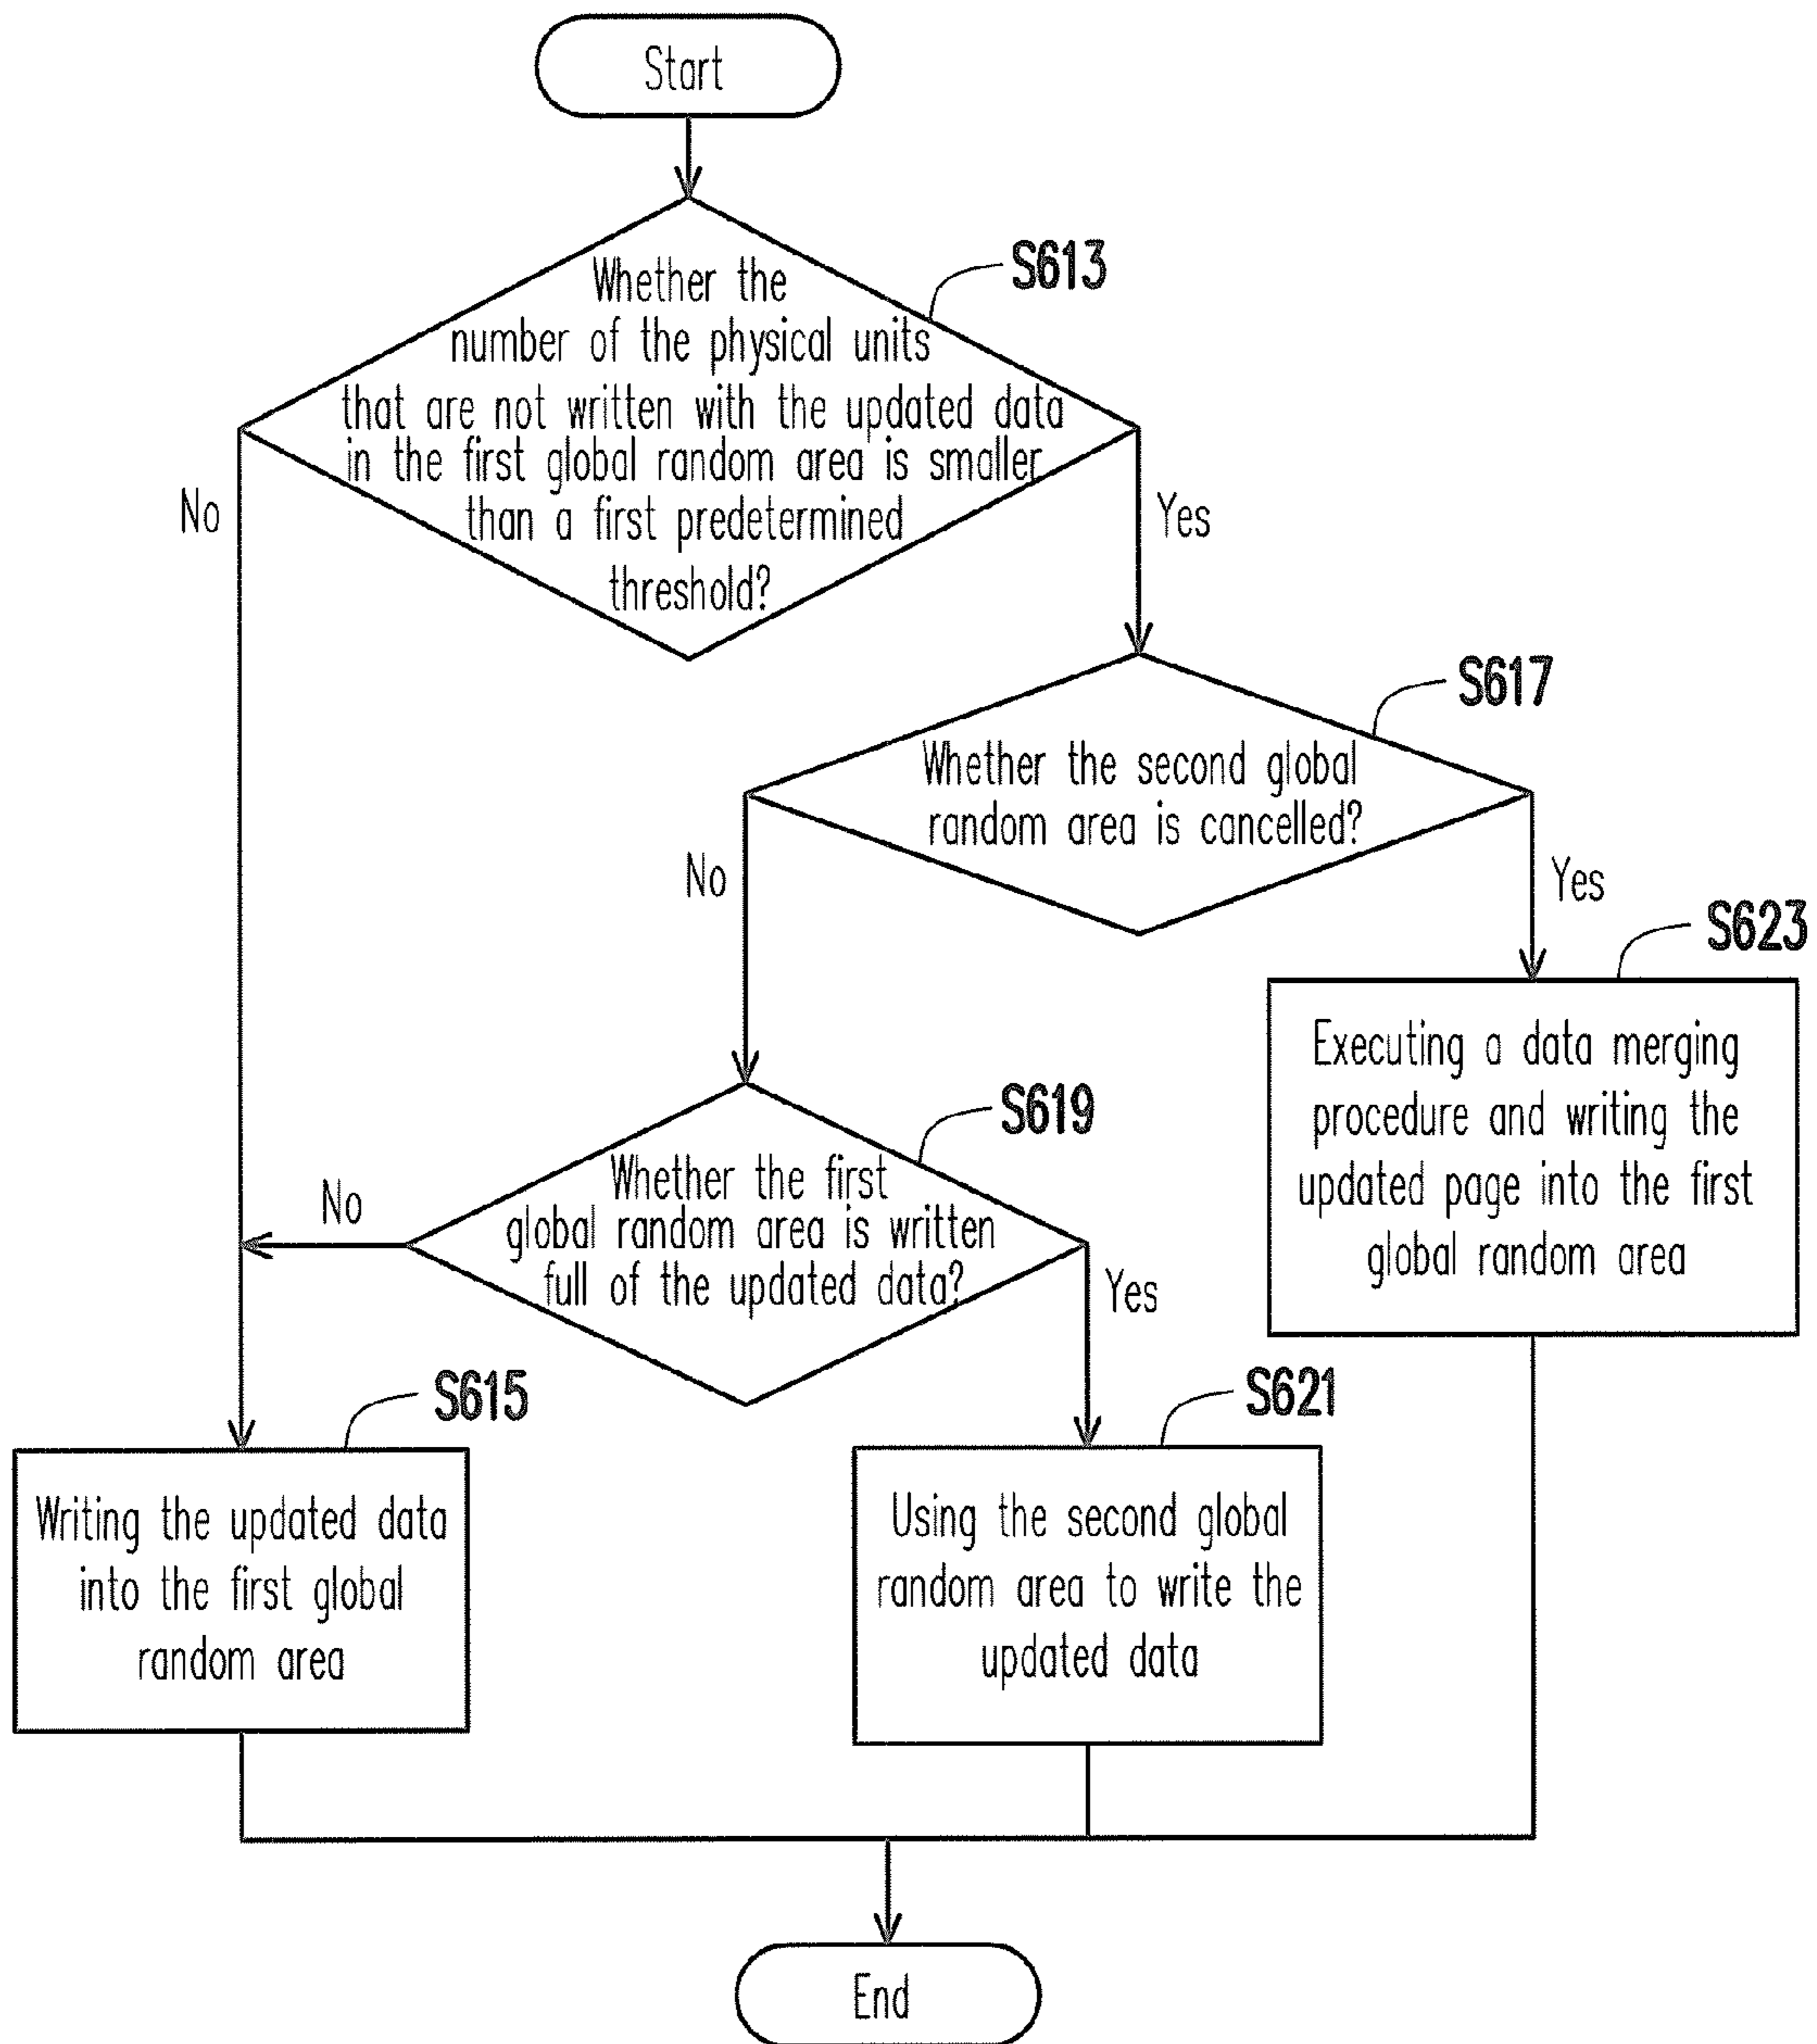 Start
S613
Whether the
number of the physical units
that are not written with the updated data
in the first global random area is smaller
than a first predetermined
threshold?
No
Yes
S617
Whether the second global
random area is cancelled?
No
Yes
S623
Executing a data merging
procedure and writing the
updated page into the first
global random area
S619
Whether the first
global random area is written
full of the updated data?
No
Yes
S615
Writing the updated data
into the first global
random area
S621
Using the second global
random area to write the
updated data
End